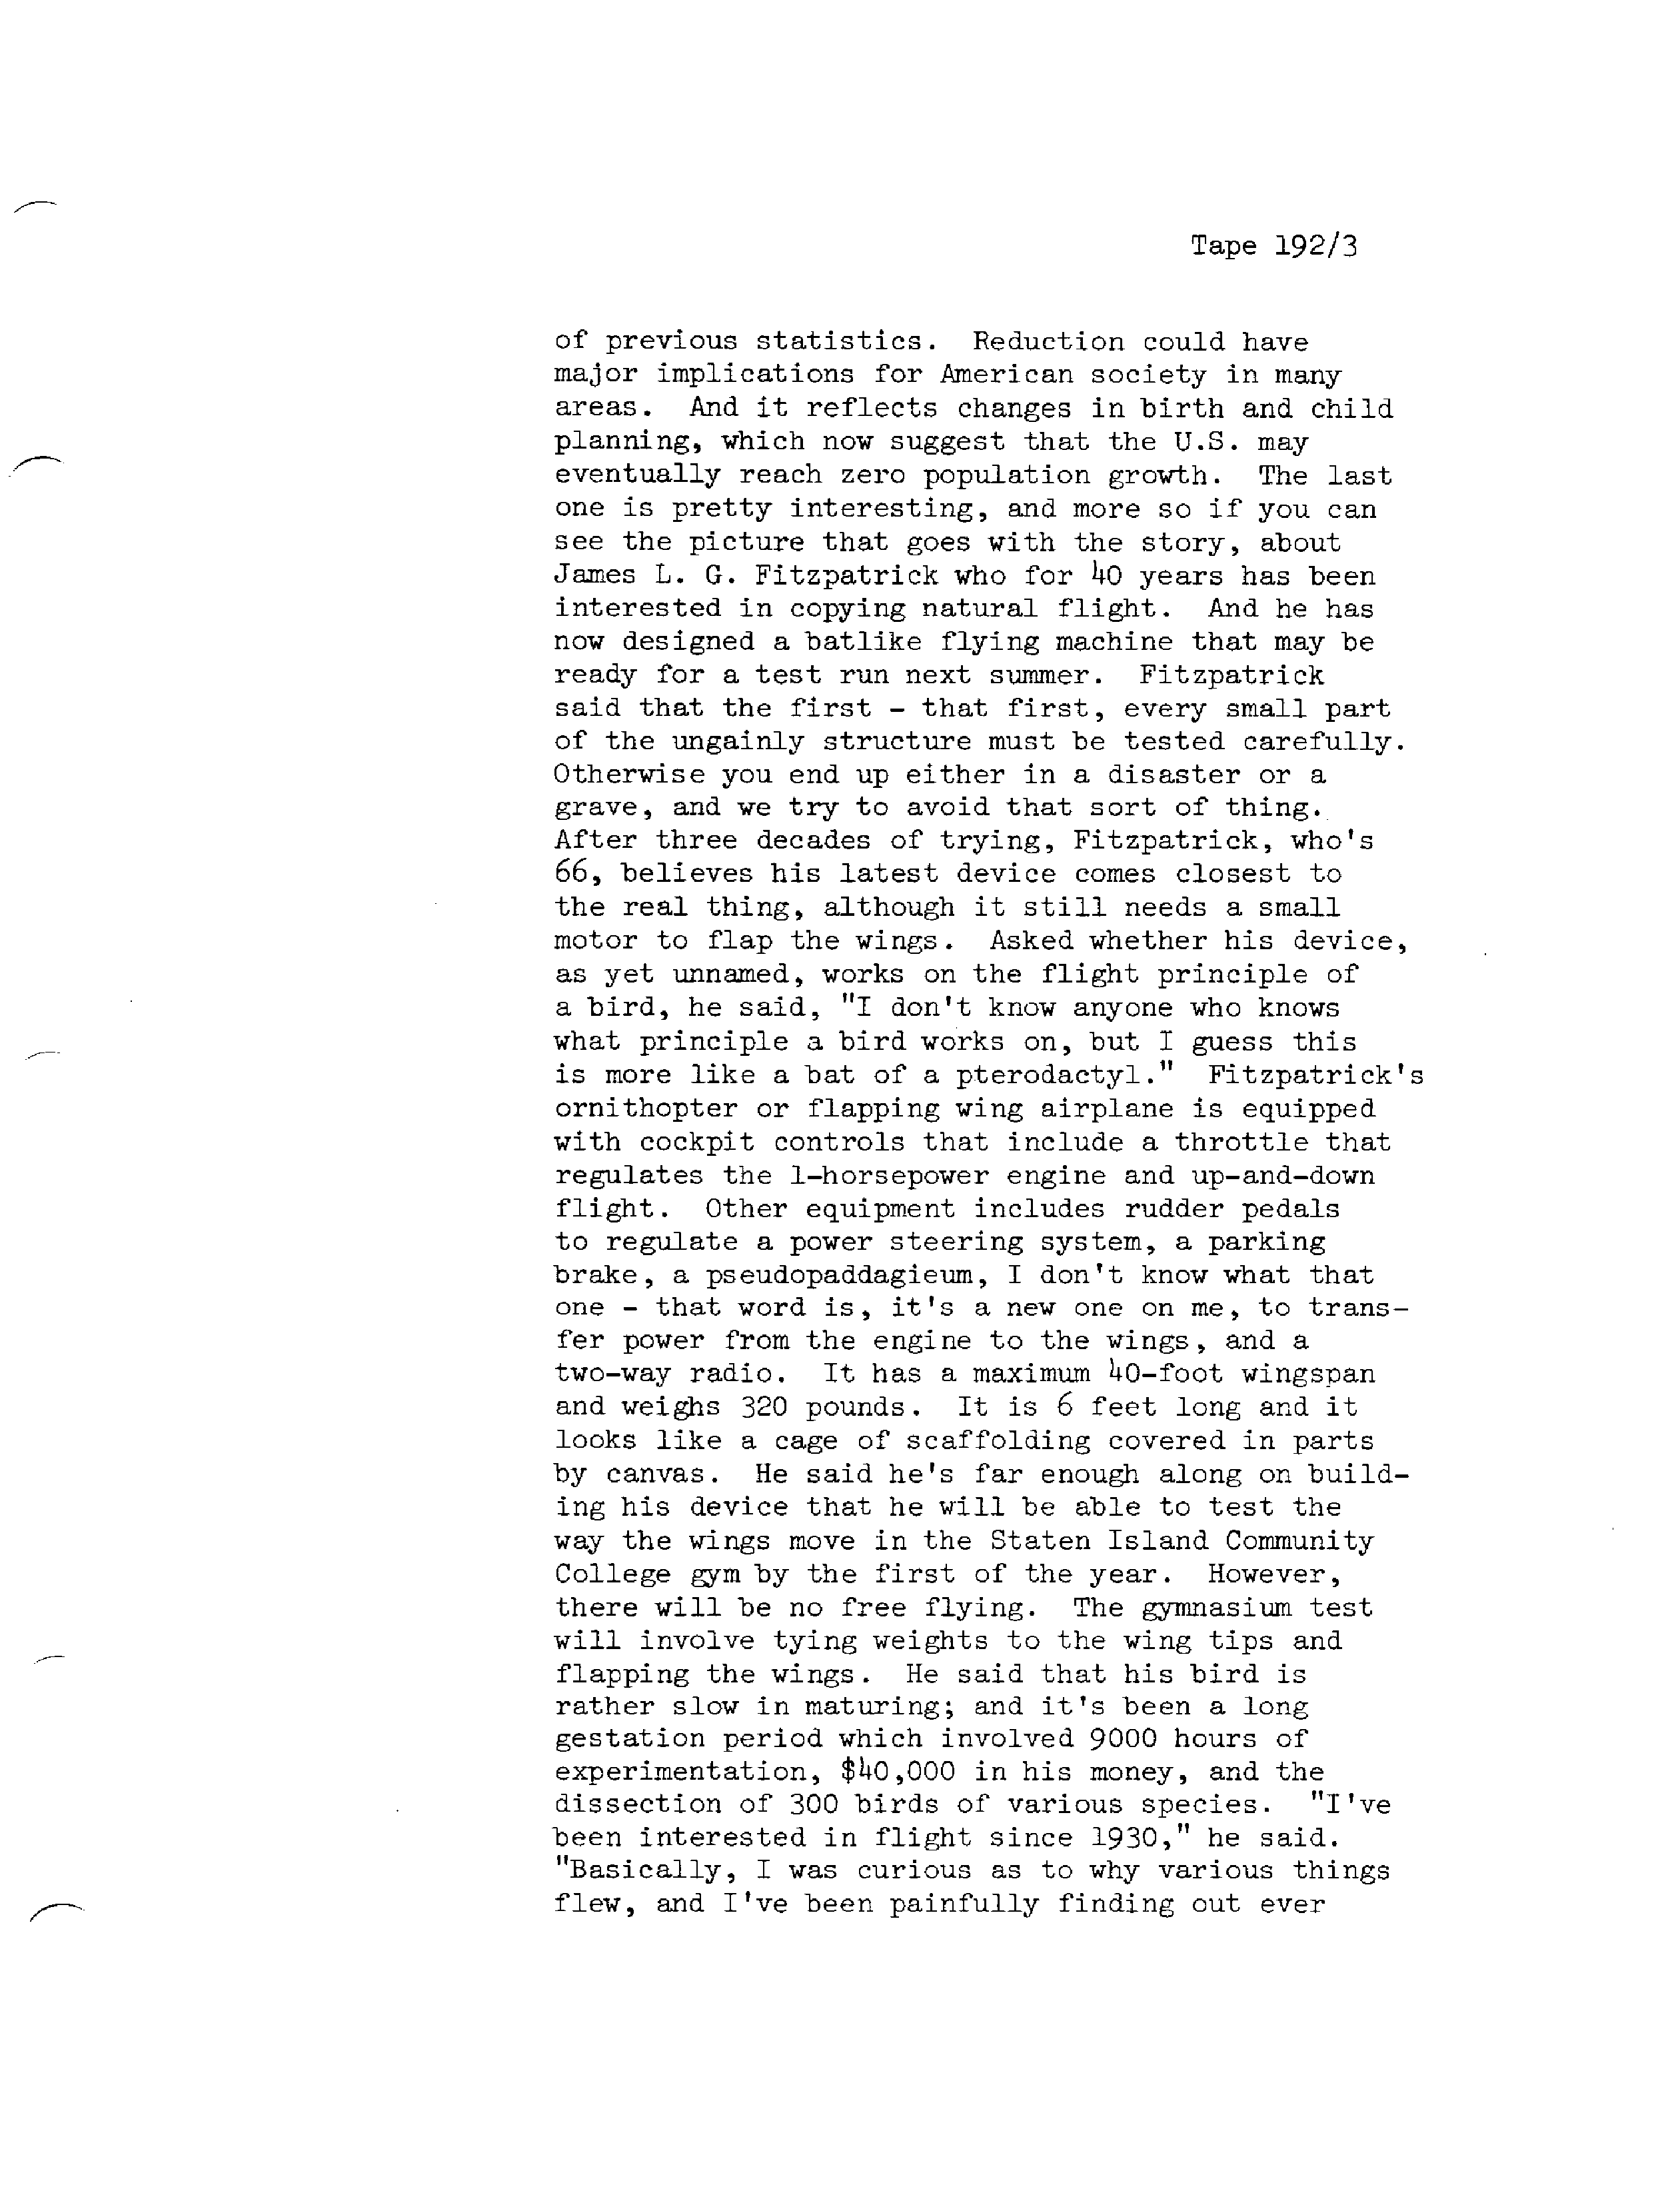 Tape 192/3
of previous statistics. Reduction could have
major implications for American society in many
areas. And it reflects changes in birth and child
planning, which now suggest that the U.S. may
eventually reach zero population growth. The last
one is pretty interesting, and more so if you can
see the picture that goes with the story, about
James L. G. Fitzpatrick who for 40 years has been
interested in copying natural flight. And he has
now designed a batlike flying machine that may be
ready for a test run next summer. Fitzpatrick
said that the first - that first, every small part
of the ungainly structure must be tested carefully.
Otherwise you end up either in a disaster or a
grave, and we try to avoid that sort of thing.
After three decades of trying, Fitzpatrick, who's
66, believes his latest device comes closest to
the real thing, although it still needs a small
motor to flap the wings. Asked whether his device,
as yet unnamed, works on the flight principle of
a bird, he said, "I don't know anyone who knows
what principle a bird works on, but I guess this
is more like a bat of a pterodactyl." Fitzpatrick's
ornithopter or flapping wing airplane is equipped
with cockpit controls that include a throttle that
regulates the 1-horsepower engine and up-and-down
flight. Other equipment includes rudder pedals
to regulate a power steering system, a parking
brake, a pseudopaddagieum, I don't know what that
one - that word is, it's a new one on me, to trans-
fer power from the engine to the wings, and a
two-way radio. It has a maximum 40-foot wingspan
and weighs 320 pounds. It is 6 feet long and it
looks like a cage of scaffolding covered in parts
by canvas. He said he's far enough along on build-
ing his device that he will be able to test the
way the wings move in the Staten Island Community
College gym by the first of the year. However,
there will be no free flying. The gymnasium test
will involve tying weights to the wing tips and
flapping the wings. He said that his bird is
rather slow in maturing; and it's been a long
gestation period which involved 9000 hours of
experimentation, $40,000 in his money, and the
dissection of 300 birds of various species. "I've
been interested in flight since 1930," he said.
"Basically, I was curious as to why various things
flew, and I've been painfully finding out ever